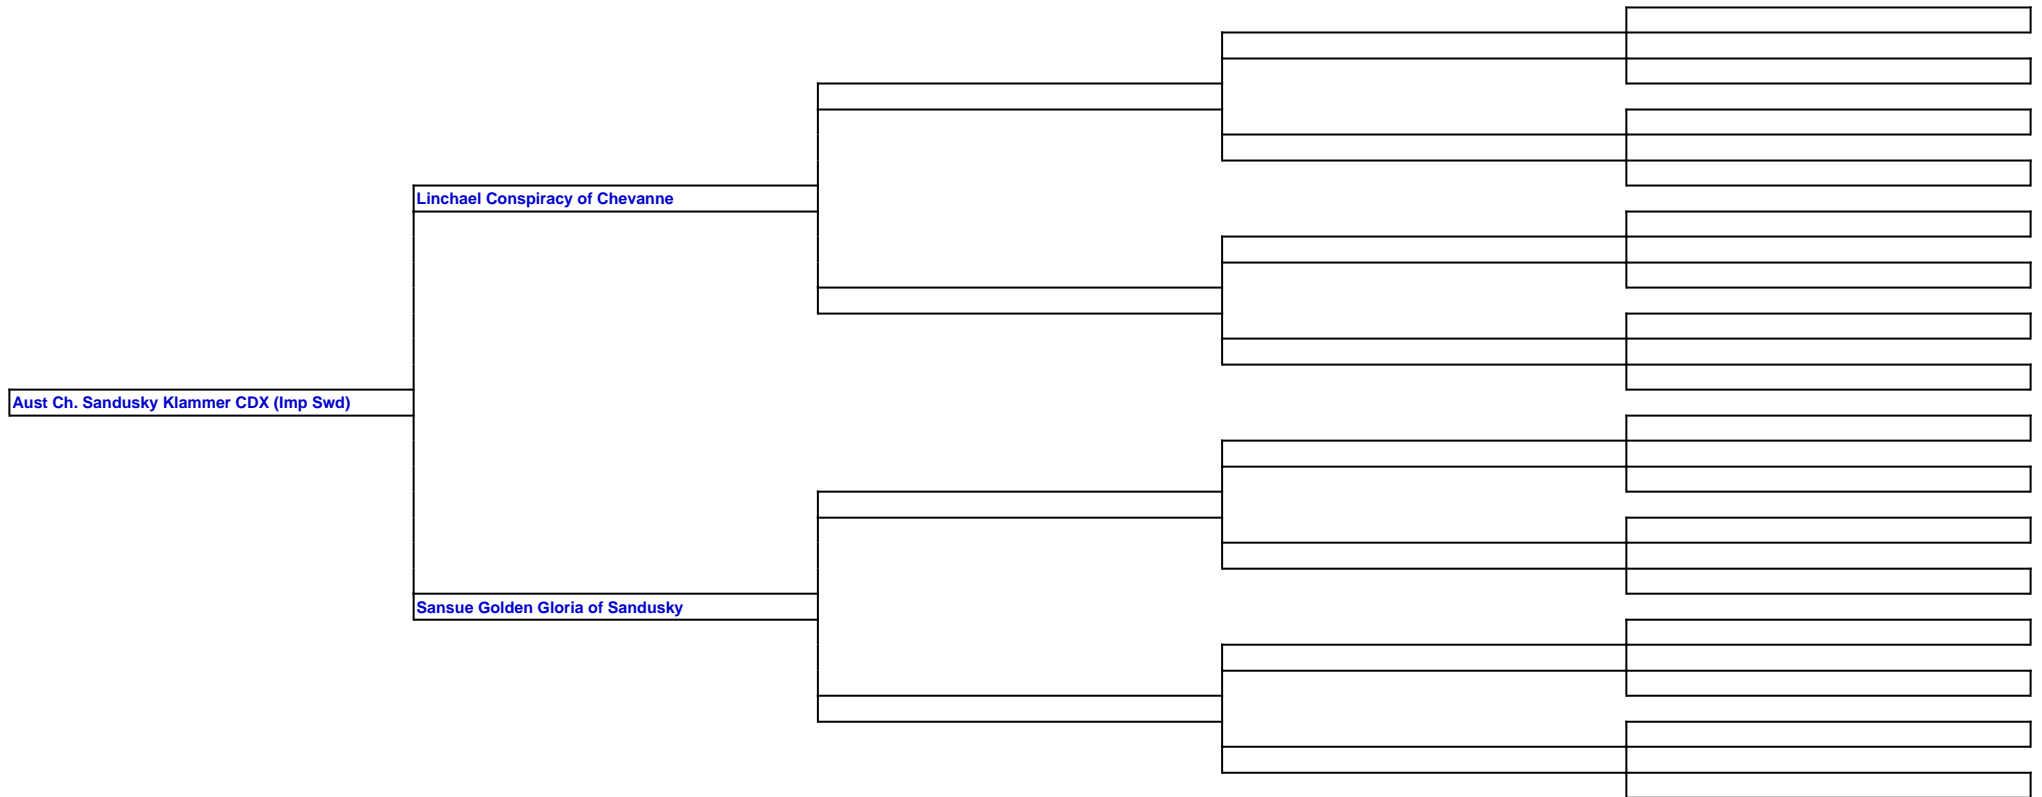 Linchael Conspiracy of Chevanne
Aust Ch. Sandusky Klammer CDX (Imp Swd)
Sansue Golden Gloria of Sandusky